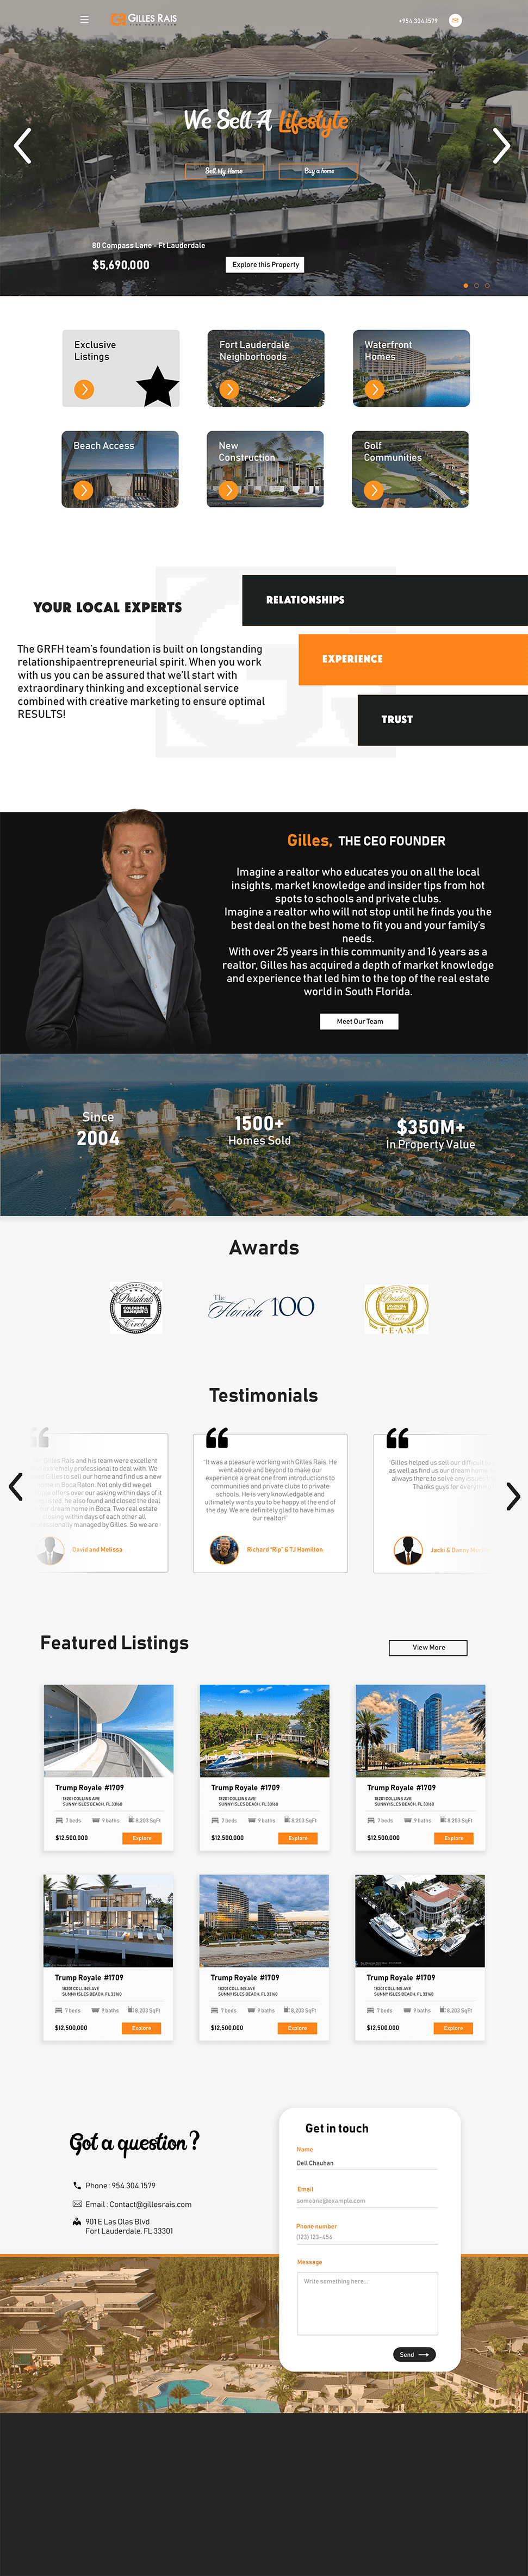 GR GILLES RAIS
FINE HOMES TEAM
+954.304.1579
We Sell A Lifestyle
Sell My Home
Buy a home
80 Compass Lane - Ft Lauderdale
$5,690,000
Explore this Property
Exclusive
Listings
Fort Lauderdale
Neighborhoods
Waterfront
Homes
Beach Access
New
Construction
Golf
Communities
YOUR LOCAL EXPERTS
The GRFH team's foundation is built on longstanding
relationshipaentrepreneurial spirit. When you work
with us you can be assured that we'll start with
extraordinary thinking and exceptional service
combined with creative marketing to ensure optimal
RESULTS!
RELATIONSHIPS
EXPERIENCE
TRUST
Gilles, THE CEO FOUNDER
Imagine a realtor who educates you on all the local
insights, market knowledge and insider tips from hot
spots to schools and private clubs.
Imagine a realtor who will not stop until he finds you the
best deal on the best home to fit you and your family's
needs.
With over 25 years in this community and 16 years as a
realtor, Gilles has acquired a depth of market knowledge
and experience that led him to the top of the real estate
world in South Florida.
Meet Our Team
Since
2004
1500+
Homes Sold
$350M+
in Property Value
Awards
INTERNATIONAL
President's
COLDWELL
BANKER
Circle
The
Florida 100
President's
COLDWELL
BANKER
Circle
TEAM
Testimonials
Gilles Rais and his team were excellent
extremely professional to deal with. We
Gilles to sell our home and find us a new
home in Boca Raton. Not only did we get
offers over our asking within days of it
listed, he also found and closed the deal
our dream home in Boca. Two real estate
closing within days of each other all
professionally managed by Gilles. So we are
David and Melissa
"It was a pleasure working with Gilles Rais. He
went above and beyond to make our
experience a great one from introductions to
communities and private clubs to private
schools. He is very knowledgable and
ultimately wants you to be happy at the end of
the day. We are definitely glad to have him as
our realtor!"
Richard "Rip" & TJ Hamilton
"Gilles helped us sell our difficult
as well as find us our dream home.
always there to solve any issues
Thanks guys for everything
Jacki & Danny
Featured Listings
View More
Trump Royale #1709
18201 COLLINS AVE
SUNNY ISLES BEACH, FL 33160
7 beds 9 baths 8,203 SqFt
$12,500,000
Explore
Trump Royale #1709
18201 COLLINS AVE
SUNNY ISLES BEACH, FL 33160
7 beds 9 baths 8,203 SqFt
$12,500,000
Explore
Trump Royale #1709
18201 COLLINS AVE
SUNNY ISLES BEACH, FL 33160
7 beds 9 baths 8,203 SqFt
$12,500,000
Explore
Trump Royale #1709
18201 COLLINS AVE
SUNNY ISLES BEACH, FL 33160
7 beds 9 baths 8,203 SqFt
$12,500,000
Explore
Trump Royale #1709
18201 COLLINS AVE
SUNNY ISLES BEACH, FL 33160
7 beds 9 baths 8,203 SqFt
$12,500,000
Explore
Trump Royale #1709
18201 COLLINS AVE
SUNNY ISLES BEACH, FL 33160
7 beds 9 baths 8,203 SqFt
$12,500,000
Explore
Got a question?
Phone : 954.304.1579
Email : Contact@gillesrais.com
901 E Las Olas Blvd
Fort Lauderdale, FL 33301
Get in touch
Name
Dell Chauhan
Email
someone@example.com
Phone number
(123) 123-456
Message
Write something here...
Send